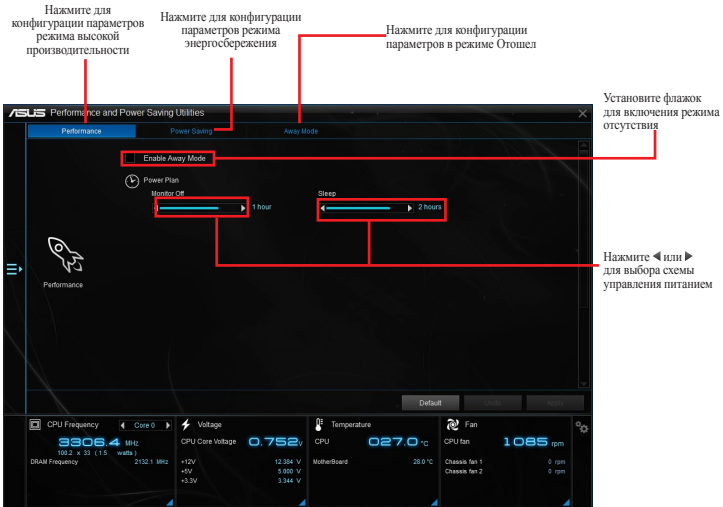 Нажмите для
конфигурации параметров
режима высокой
производительности
Нажмите для конфигурации
параметров режима
энергосбережения
Нажмите для конфигурации
параметров в режиме Отошел
Установите флажок
для включения режима
отсутствия
ASUS Performance and Power Saving Utilities
Performance Power Saving Away Mode
Enable Away Mode
Power Plan
Monitor Off Sleep
1 hour 2 hours
Нажмите ◀ или ▶
для выбора схемы
управления питанием
Performance
Default Undo Apply
CPU Frequency Core 0 Voltage Temperature Fan
3306.4 MHz CPU Core Voltage 0.752 V CPU 027.0 °C CPU fan 1085 rpm
100.2 x 33 (1.5 watts)
DRAM Frequency 2132.1 MHz +12V 12.384 V MotherBoard 28.0 °C Chassis fan 1 0 rpm
+5V 5.000 V Chassis fan 2 0 rpm
+3.3V 3.344 V